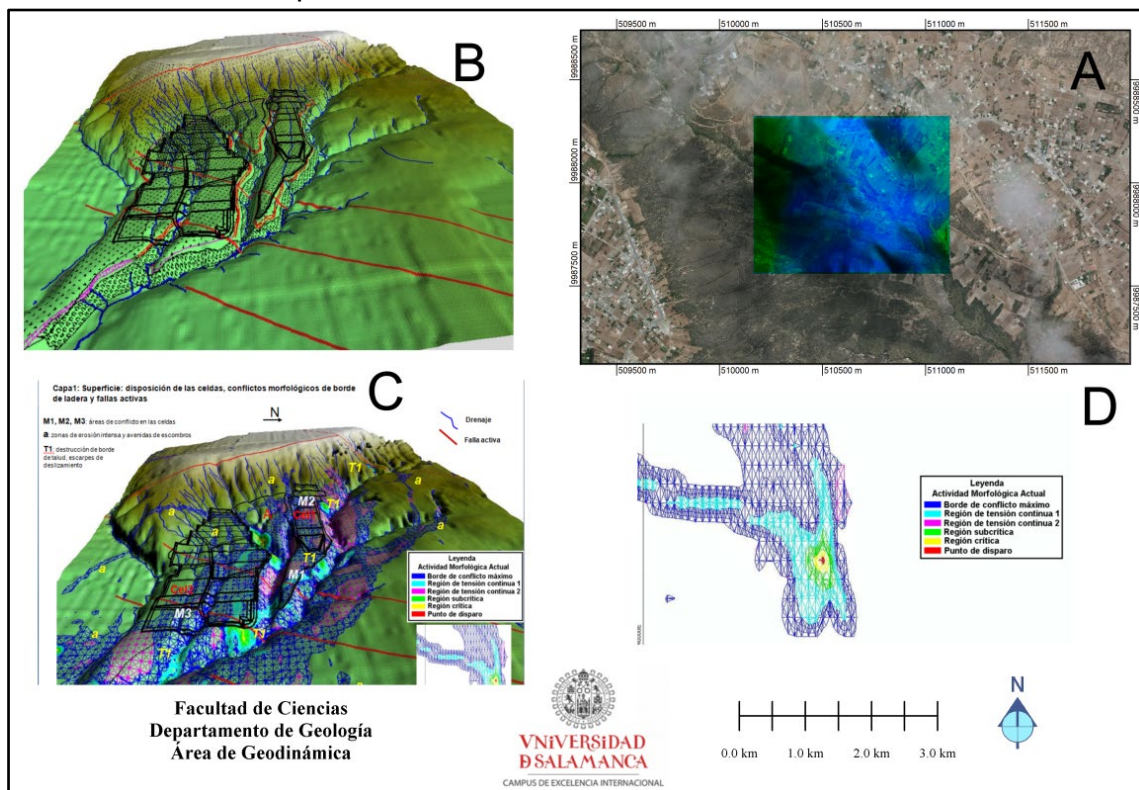 B
A
509500 m
510000 m
510500 m
511000 m
511500 m
9988500 m
9988000 m
9987500 m
9988500 m
9988000 m
9987500 m
509500 m
510000 m
510500 m
511000 m
511500 m
C
Capa1: Superficie: disposición de las celdas, conflictos morfológicos de borde
de ladera y fallas activas
M1, M2, M3: áreas de conflicto en las celdas
a: zonas de erosión intensa y avenidas de escombros
T1: destrucción de borde
de talud, escarpes de
deslizamiento
N
Drenaje
Falla activa
T1
a
a
M2
T1
a
a
a
T1
M1
M3
T1
T1
a
a
Leyenda
Actividad Morfológica Actual
Borde de conflicto máximo
Región de tensión continua 1
Región de tensión continua 2
Región subcrítica
Región crítica
Punto de disparo
D
Leyenda
Actividad Morfológica Actual
Borde de conflicto máximo
Región de tensión continua 1
Región de tensión continua 2
Región subcrítica
Región crítica
Punto de disparo
Facultad de Ciencias
Departamento de Geología
Área de Geodinámica
VNiVERSiDAD
D SALAMANCA
CAMPUS DE EXCELENCIA INTERNACIONAL
0.0 km
1.0 km
2.0 km
3.0 km
N